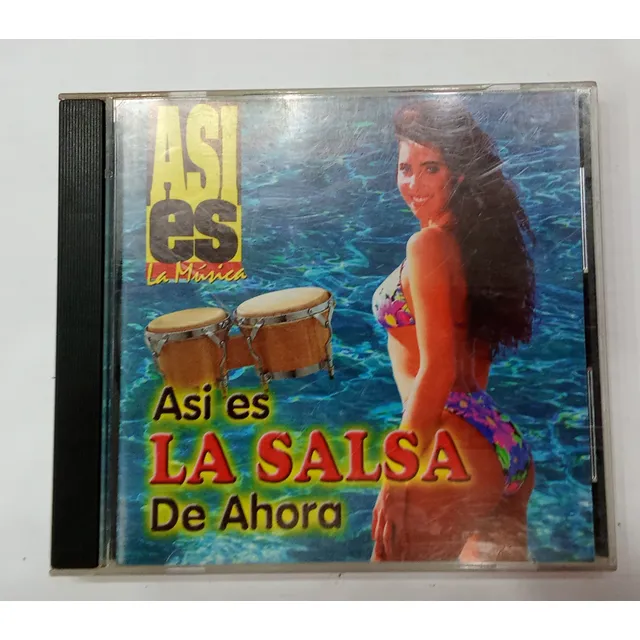 ASI
es
La Música
Asi es
LA SALSA
De Ahora